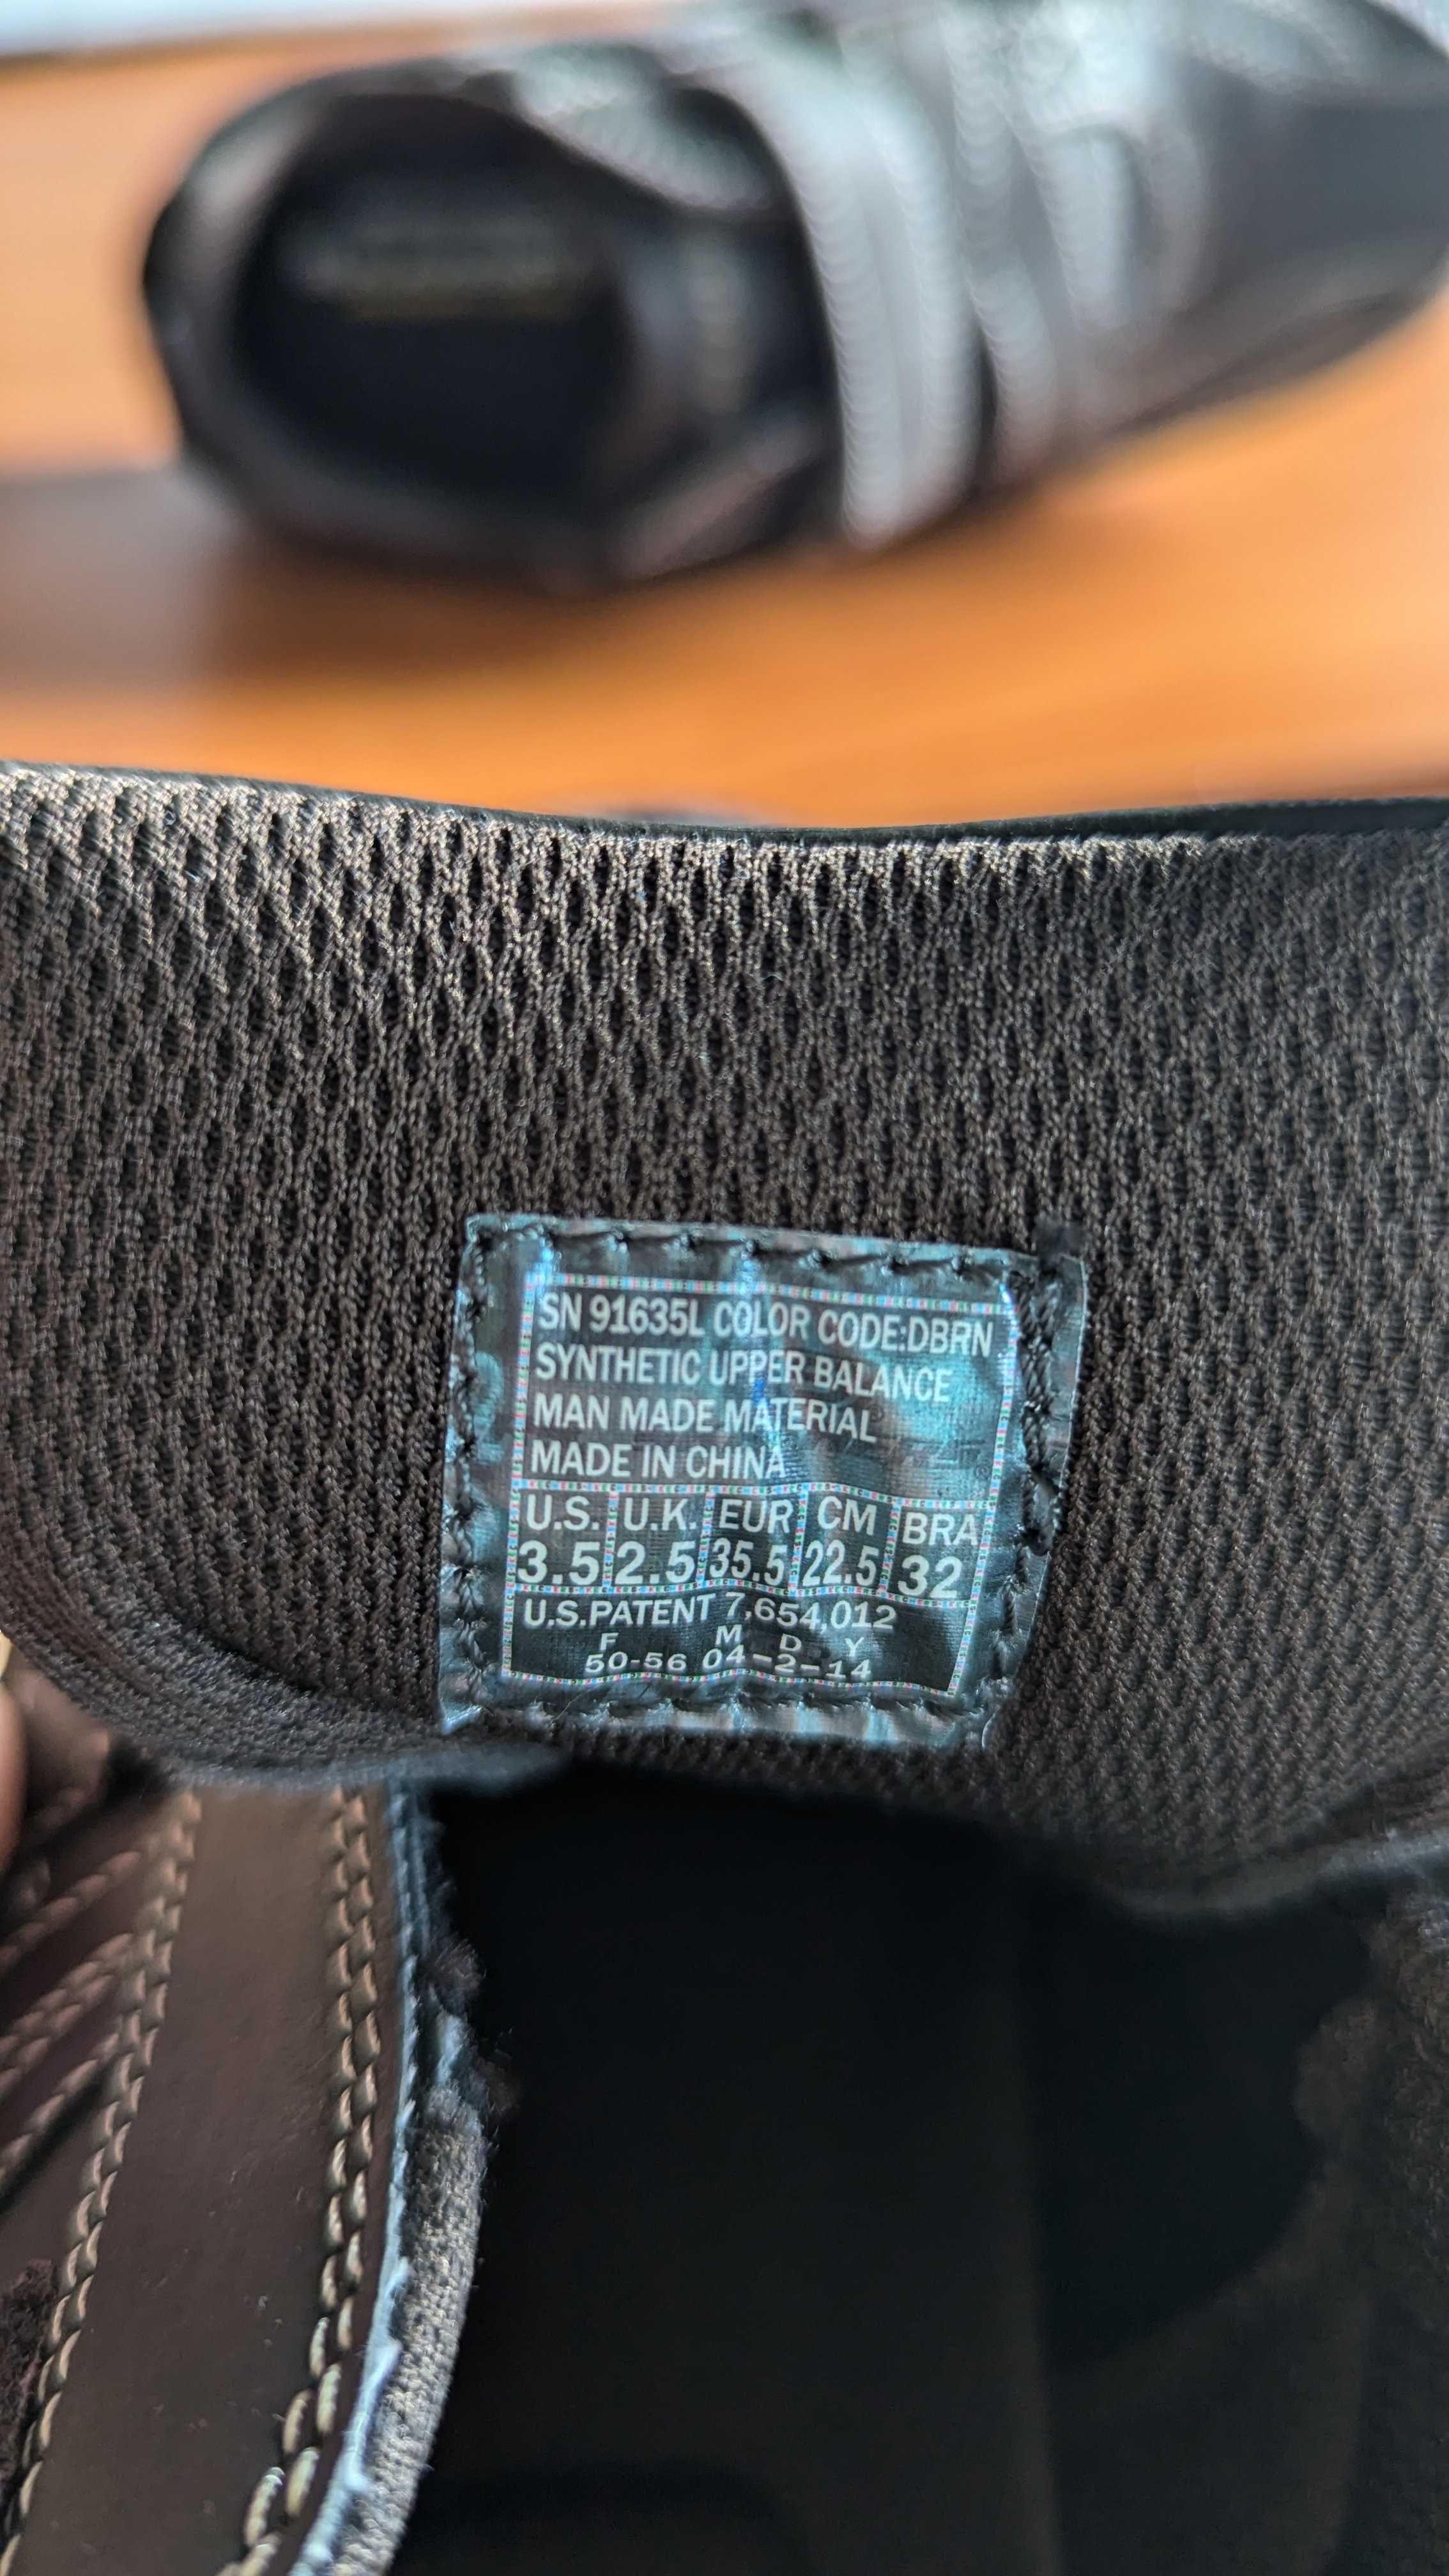 SN 91635L COLOR CODE:DBRN
SYNTHETIC UPPER BALANCE
MAN MADE MATERIAL
MADE IN CHINA
U.S. U.K. EUR CM BRA
3.5 2.5 35.5 22.5 32
U.S.PATENT 7,654,012
F M D Y
50-56 04-2-14